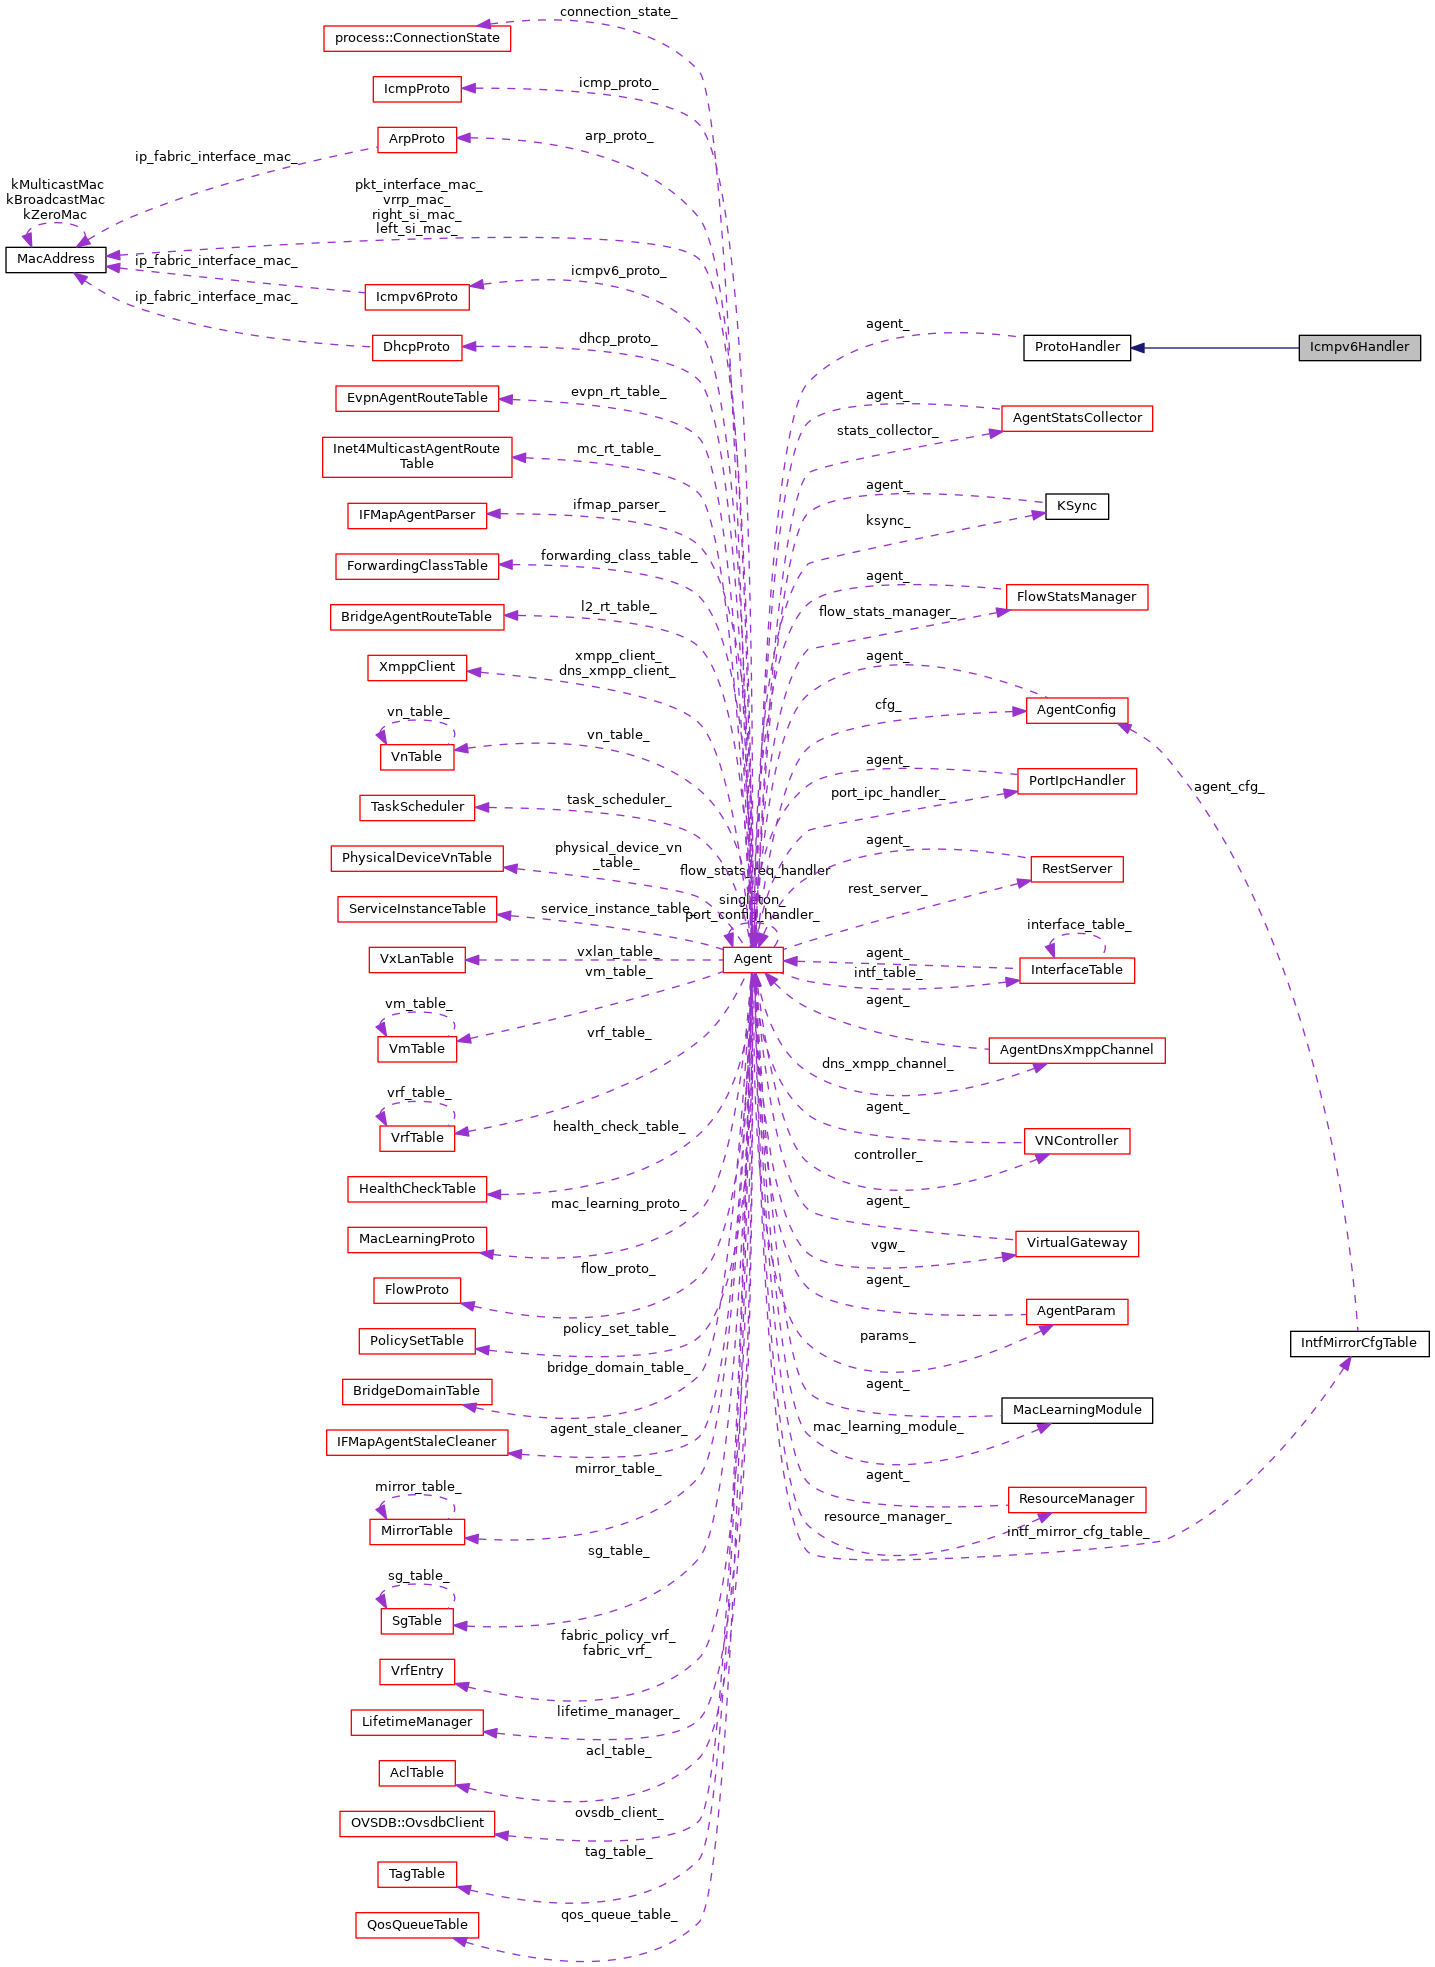 connection_state_
process::ConnectionState
icmp_proto_
IcmpProto
arp_proto_
ArpProto
ip_fabric_interface_mac_
kMulticastMac
kBroadcastMac
kZeroMac
pkt_interface_mac_
vrrp_mac_
right_si_mac_
left_si_mac_
MacAddress
ip_fabric_interface_mac_
icmpv6_proto_
Icmpv6Proto
ip_fabric_interface_mac_
dhcp_proto_
DhcpProto
agent_
ProtoHandler
Icmpv6Handler
evpn_rt_table_
EvpnAgentRouteTable
agent_
AgentStatsCollector
stats_collector_
mc_rt_table_
Inet4MulticastAgentRoute
Table
agent_
KSync
ksync_
ifmap_parser_
IFMapAgentParser
forwarding_class_table_
ForwardingClassTable
agent_
FlowStatsManager
flow_stats_manager_
l2_rt_table_
BridgeAgentRouteTable
xmpp_client_
dns_xmpp_client_
XmppClient
agent_
cfg_
AgentConfig
vn_table_
vn_table_
VnTable
agent_
PortIpcHandler
port_ipc_handler_
agent_cfg_
task_scheduler_
TaskScheduler
physical_device_vn
_table_
PhysicalDeviceVnTable
agent_
RestServer
rest_server_
flow_stats_req_handler
_
singleton_
port_config_handler_
service_instance_table_
ServiceInstanceTable
interface_table_
vxlan_table_
VxLanTable
Agent
agent_
intf_table_
InterfaceTable
vm_table_
vm_table_
VmTable
agent_
AgentDnsXmppChannel
dns_xmpp_channel_
vrf_table_
vrf_table_
VrfTable
agent_
VNController
controller_
health_check_table_
HealthCheckTable
mac_learning_proto_
MacLearningProto
agent_
VirtualGateway
vgw_
flow_proto_
FlowProto
agent_
AgentParam
params_
policy_set_table_
PolicySetTable
IntfMirrorCfgTable
bridge_domain_table_
BridgeDomainTable
agent_
MacLearningModule
mac_learning_module_
agent_stale_cleaner_
IFMapAgentStaleCleaner
mirror_table_
mirror_table_
MirrorTable
agent_
ResourceManager
resource_manager_
intf_mirror_cfg_table_
sg_table_
sg_table_
SgTable
fabric_policy_vrf_
fabric_vrf_
VrfEntry
lifetime_manager_
LifetimeManager
acl_table_
AclTable
ovsdb_client_
OVSDB::OvsdbClient
tag_table_
TagTable
qos_queue_table_
QosQueueTable